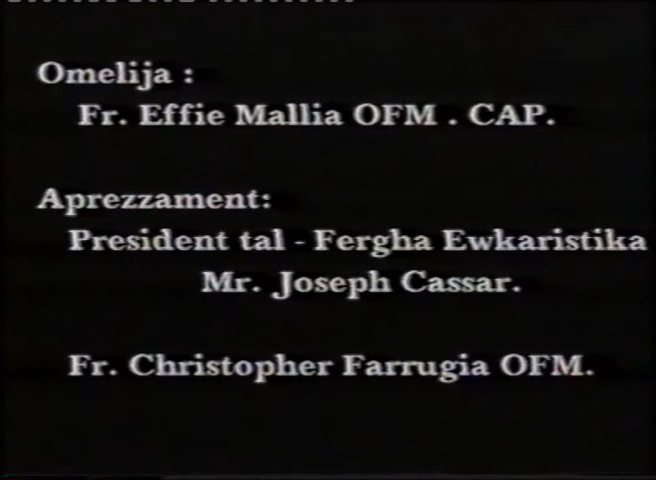 Omelija :
Fr. Effie Mallia OFM . CAP.
Aprezzament:
President tal - Fergha Ewkaristika
Mr. Joseph Cassar.
Fr. Christopher Farrugia OFM.